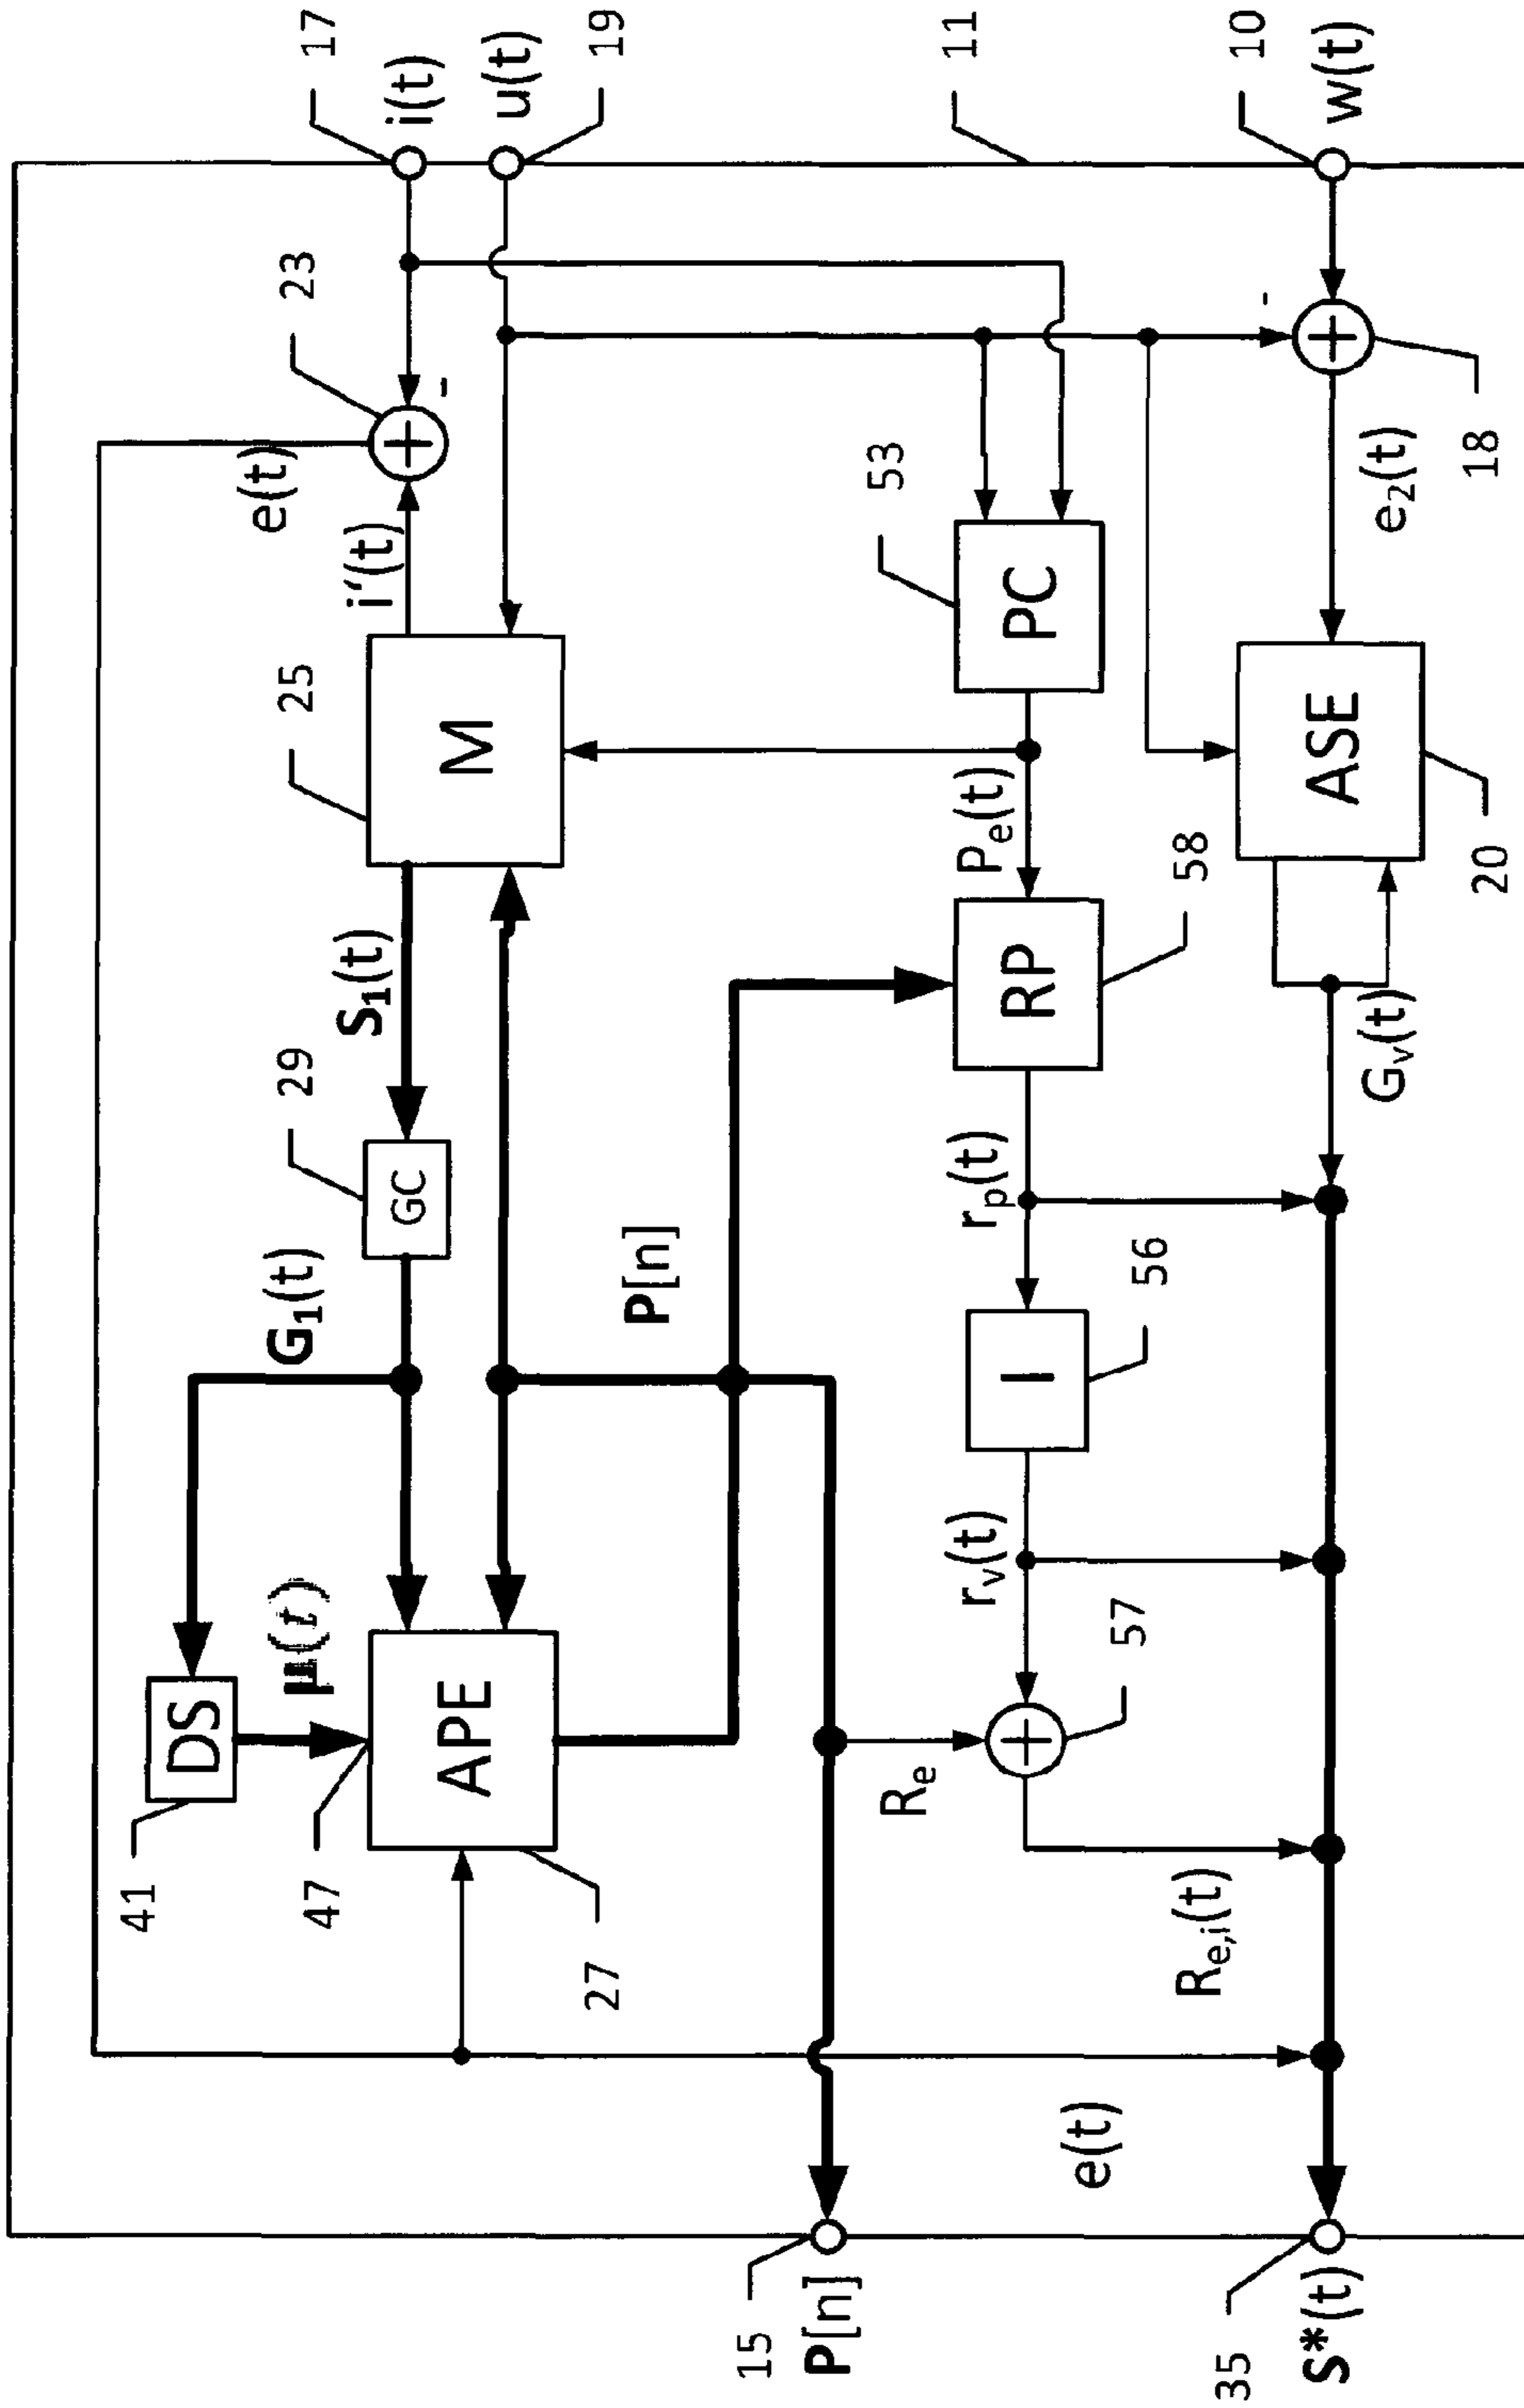 17
i(t)
u(t)
19
11
10
w(t)
23
-
-
e(t)
i‘(t)
53
18
e₂(t)
25
M
PC
ASE
Pₑ(t)
58
20
S₁(t)
RP
Gᵥ(t)
29
GC
rₚ(t)
G₁(t)
P[n]
56
I
µ(t)
rᵥ(t)
57
DS
APE
Rₑ
41
47
27
Rₑ,ᵢ(t)
e(t)
15
P[n]
35
S*(t)